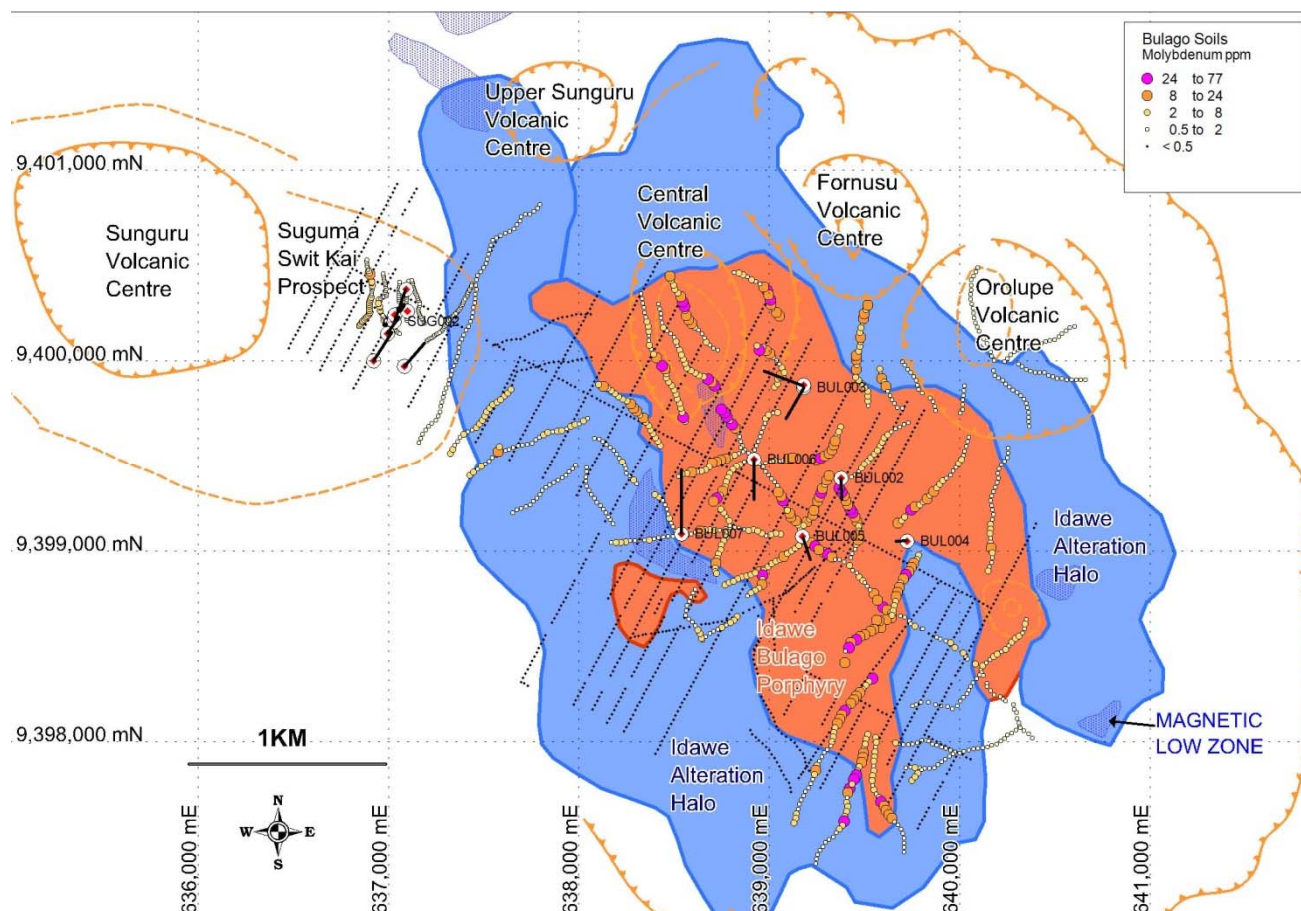 Bulago Soils
Molybdenum ppm
24 to 77
8 to 24
2 to 8
0.5 to 2
< 0.5
Upper Sunguru
Volcanic
Centre
9,401,000 mN
Central
Volcanic
Centre
Fornusu
Volcanic
Centre
Sunguru
Volcanic
Centre
Suguma
Swit Kai
Prospect
Orolupe
Volcanic
Centre
SUG002
9,400,000 mN
BUL003
BUL006
BUL002
9,399,000 mN
BUL007
BUL005
BUL004
Idawe
Alteration
Halo
Idawe
Bulago
Porphyry
9,398,000 mN
1KM
Idawe
Alteration
Halo
MAGNETIC
LOW ZONE
N
W
E
S
636,000 mE
637,000 mE
638,000 mE
639,000 mE
640,000 mE
641,000 mE